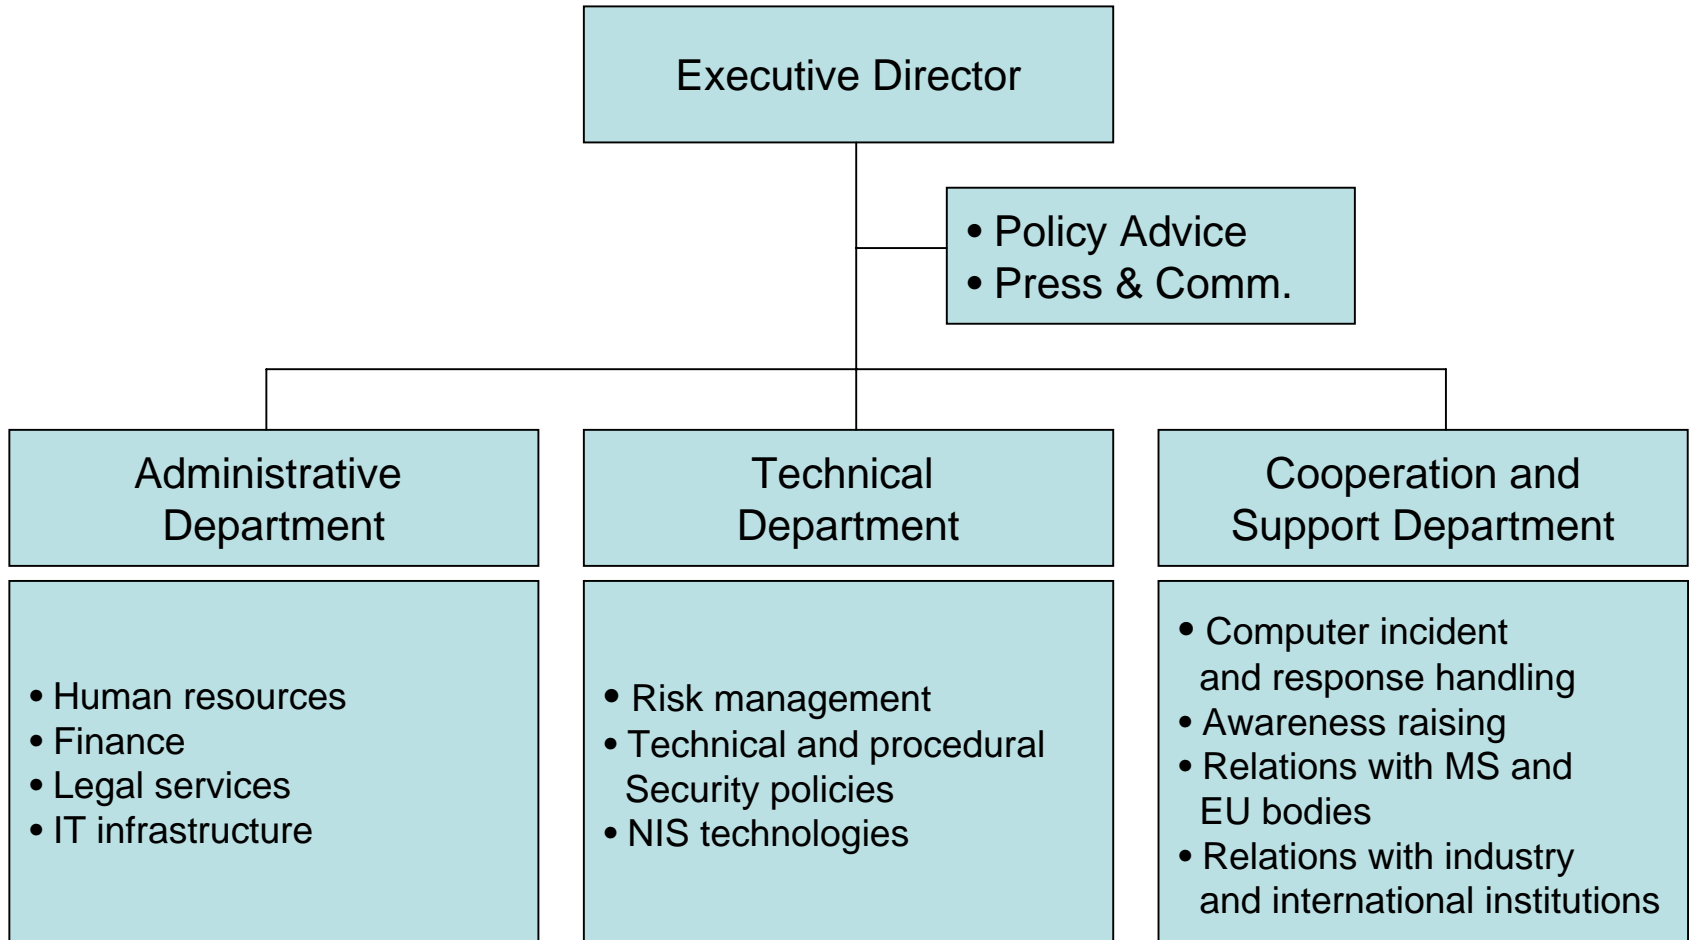 Executive Director
• Policy Advice
• Press & Comm.
Administrative
Department
• Human resources
• Finance
• Legal services
• IT infrastructure
Technical
Department
• Risk management
• Technical and procedural
Security policies
• NIS technologies
Cooperation and
Support Department
• Computer incident
and response handling
• Awareness raising
• Relations with MS and
EU bodies
• Relations with industry
and international institutions